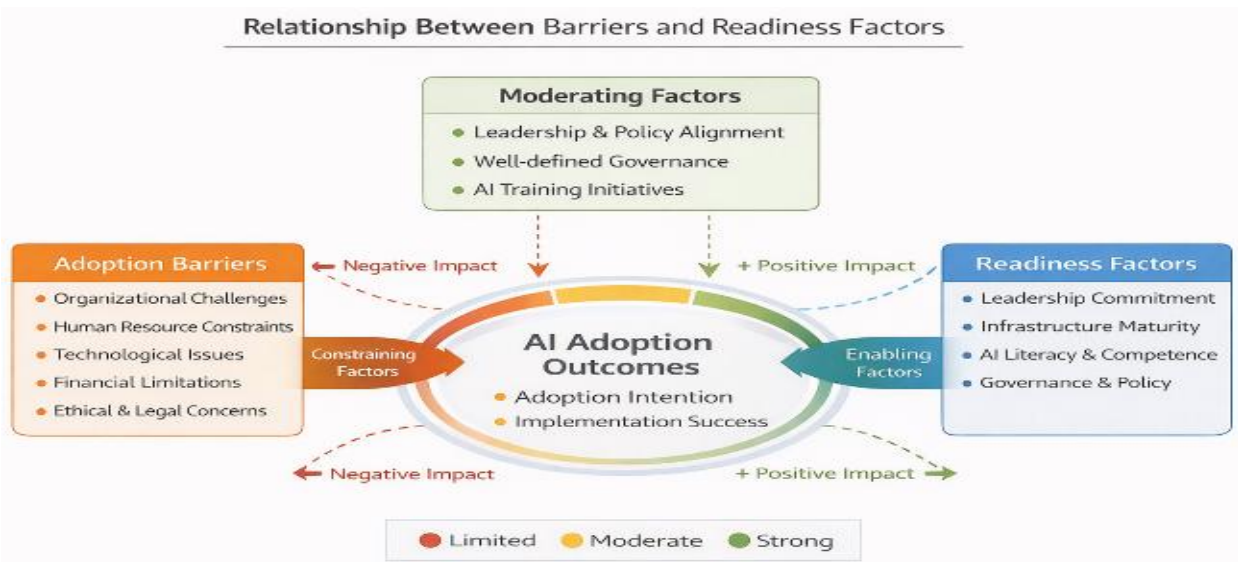 Relationship Between Barriers and Readiness Factors
Moderating Factors
Leadership & Policy Alignment
Well-defined Governance
AI Training Initiatives
Adoption Barriers
Organizational Challenges
Human Resource Constraints
Technological Issues
Financial Limitations
Ethical & Legal Concerns
Negative Impact
+ Positive Impact
Readiness Factors
Leadership Commitment
Infrastructure Maturity
AI Literacy & Competence
Governance & Policy
Constraining
Factors
AI Adoption
Outcomes
Adoption Intention
Implementation Success
Enabling
Factors
Negative Impact
+ Positive Impact
Limited
Moderate
Strong